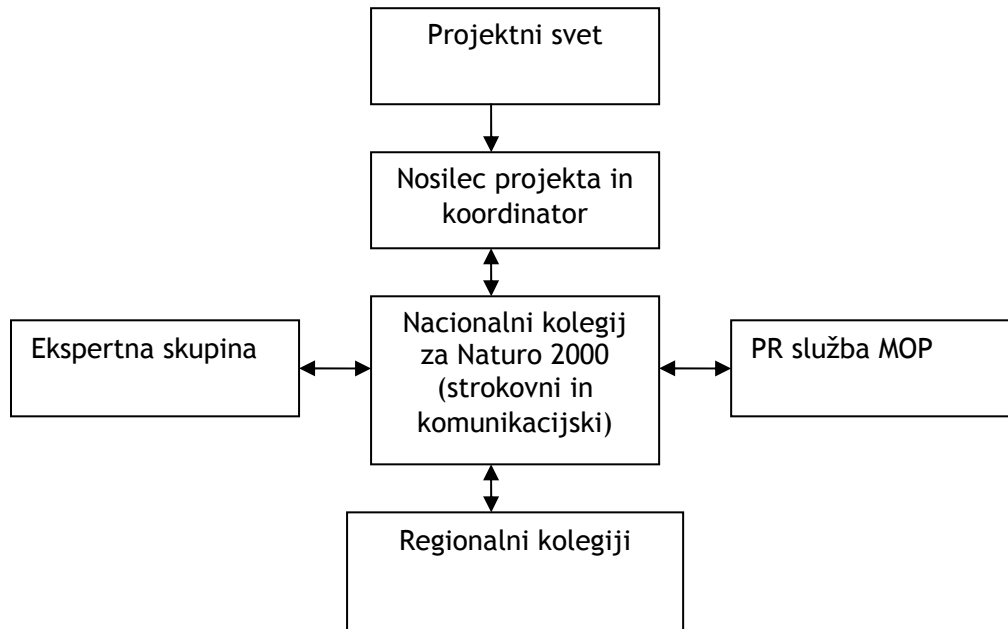 Projektni svet
Nosilec projekta in
koordinator
Ekspertna skupina
Nacionalni kolegij
za Naturo 2000
(strokovni in
komunikacijski)
PR služba MOP
Regionalni kolegiji